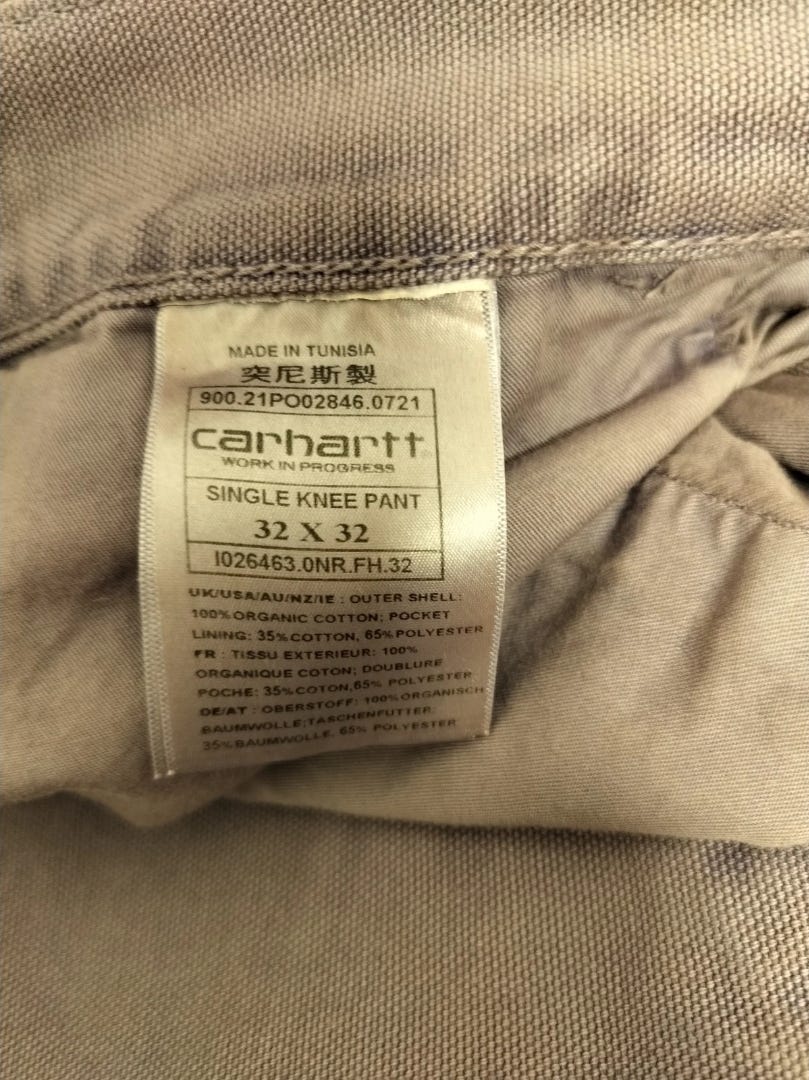 MADE IN TUNISIA
突尼斯製
900.21PO02846.0721
carhartt
WORK IN PROGRESS
SINGLE KNEE PANT
32 X 32
I026463.0NR.FH.32
UK/USA/AU/NZ/IE : OUTER SHELL:
100%ORGANIC COTTON; POCKET
LINING: 35%COTTON, 65%POLYESTER
FR : TISSU EXTERIEUR: 100%
ORGANIQUE COTON; DOUBLURE
POCHE: 35%COTON,65% POLYESTER
DE/AT : OBERSTOFF: 100%ORGANISCH
BAUMWOLLE;TASCHENFUTTER:
35%BAUMWOLLE, 65% POLYESTER